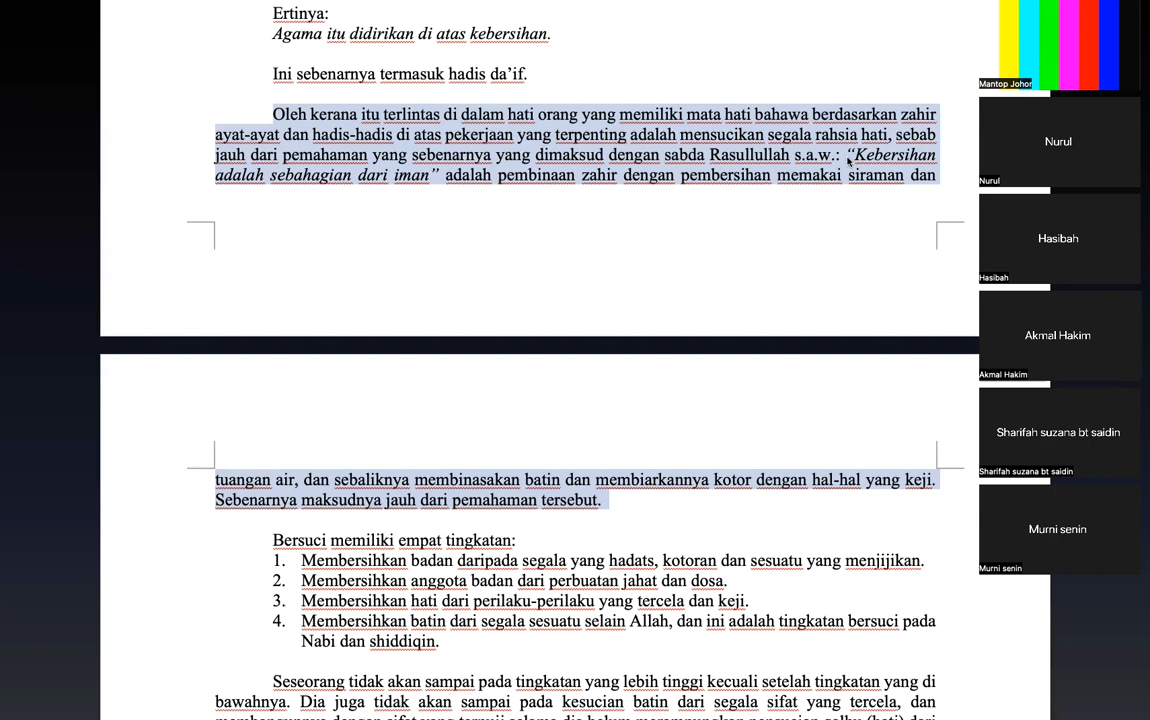 Ertinya:
Agama itu didirikan di atas kebersihan.
Ini sebenarnya termasuk hadis da’if.
Oleh kerana itu terlintas di dalam hati orang yang memiliki mata hati bahawa berdasarkan zahir
ayat-ayat dan hadis-hadis di atas pekerjaan yang terpenting adalah mensucikan segala rahsia hati, sebab
jauh dari pemahaman yang sebenarnya yang dimaksud dengan sabda Rasullullah s.a.w.: “Kebersihan
adalah sebahagian dari iman” adalah pembinaan zahir dengan pembersihan memakai siraman dan
tuangan air, dan sebaliknya membinasakan batin dan membiarkannya kotor dengan hal-hal yang keji.
Sebenarnya maksudnya jauh dari pemahaman tersebut.
Bersuci memiliki empat tingkatan:
1. Membersihkan badan daripada segala yang hadats, kotoran dan sesuatu yang menjijikan.
2. Membersihkan anggota badan dari perbuatan jahat dan dosa.
3. Membersihkan hati dari perilaku-perilaku yang tercela dan keji.
4. Membersihkan batin dari segala sesuatu selain Allah, dan ini adalah tingkatan bersuci pada
Nabi dan shiddiqin.
Seseorang tidak akan sampai pada tingkatan yang lebih tinggi kecuali setelah tingkatan yang di
bawahnya. Dia juga tidak akan sampai pada kesucian batin dari segala sifat yang tercela, dan
Mantop Johor
Nurul
Nurul
Hasibah
Hasibah
Akmal Hakim
Akmal Hakim
Sharifah suzana bt saidin
Sharifah suzana bt saidin
Murni senin
Murni senin